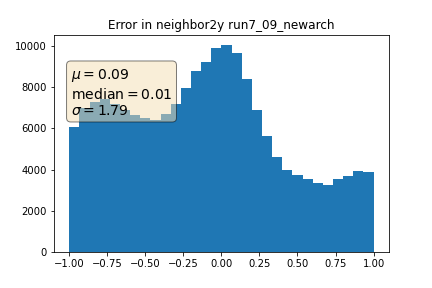 Error in neighbor2y run7_09_newarch
μ = 0.09
median = 0.01
σ = 1.79
10000
8000
6000
4000
2000
0
−1.00 −0.75 −0.50 −0.25 0.00 0.25 0.50 0.75 1.00